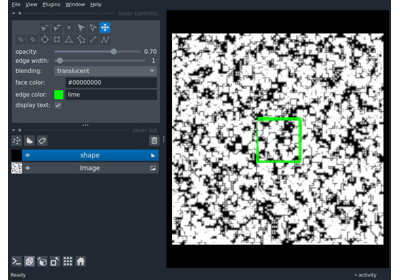 File View Plugins Window Help
layer controls
opacity: 0.70
edge width: 1
blending: translucent
face color: #00000000
edge color: lime
display text:
layer list
shape
Image
Ready
activity